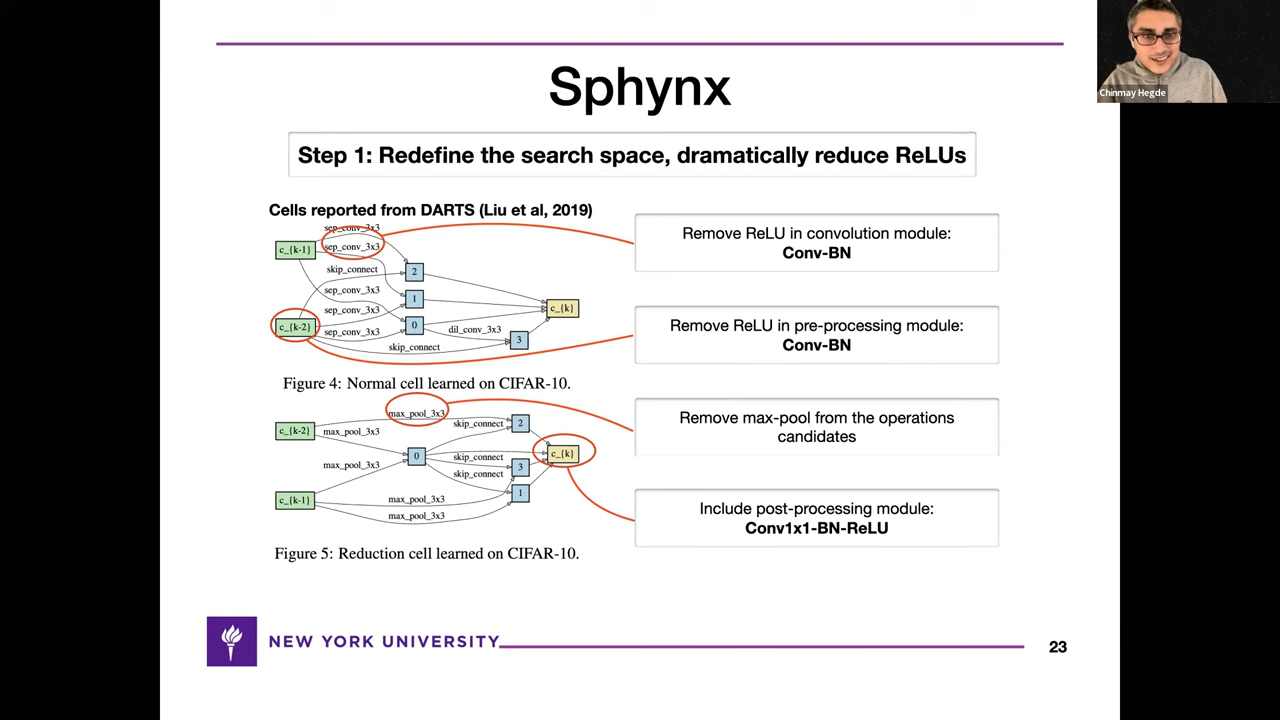 Sphynx
Chinmay Hegde
Step 1: Redefine the search space, dramatically reduce ReLUs
Cells reported from DARTS (Liu et al, 2019)
sep_conv_3x3
c_{k-1}
sep_conv_3x3
skip_connect
2
sep_conv_3x3
1
sep_conv_3x3
c_{k}
c_{k-2}
0
sep_conv_3x3
dil_conv_3x3
skip_connect
3
Figure 4: Normal cell learned on CIFAR-10.
max_pool_3x3
c_{k-2}
max_pool_3x3
skip_connect
2
0
skip_connect
c_{k}
max_pool_3x3
skip_connect
3
c_{k-1}
max_pool_3x3
1
max_pool_3x3
Figure 5: Reduction cell learned on CIFAR-10.
Remove ReLU in convolution module:
Conv-BN
Remove ReLU in pre-processing module:
Conv-BN
Remove max-pool from the operations
candidates
Include post-processing module:
Conv1x1-BN-ReLU
NEW YORK UNIVERSITY
23